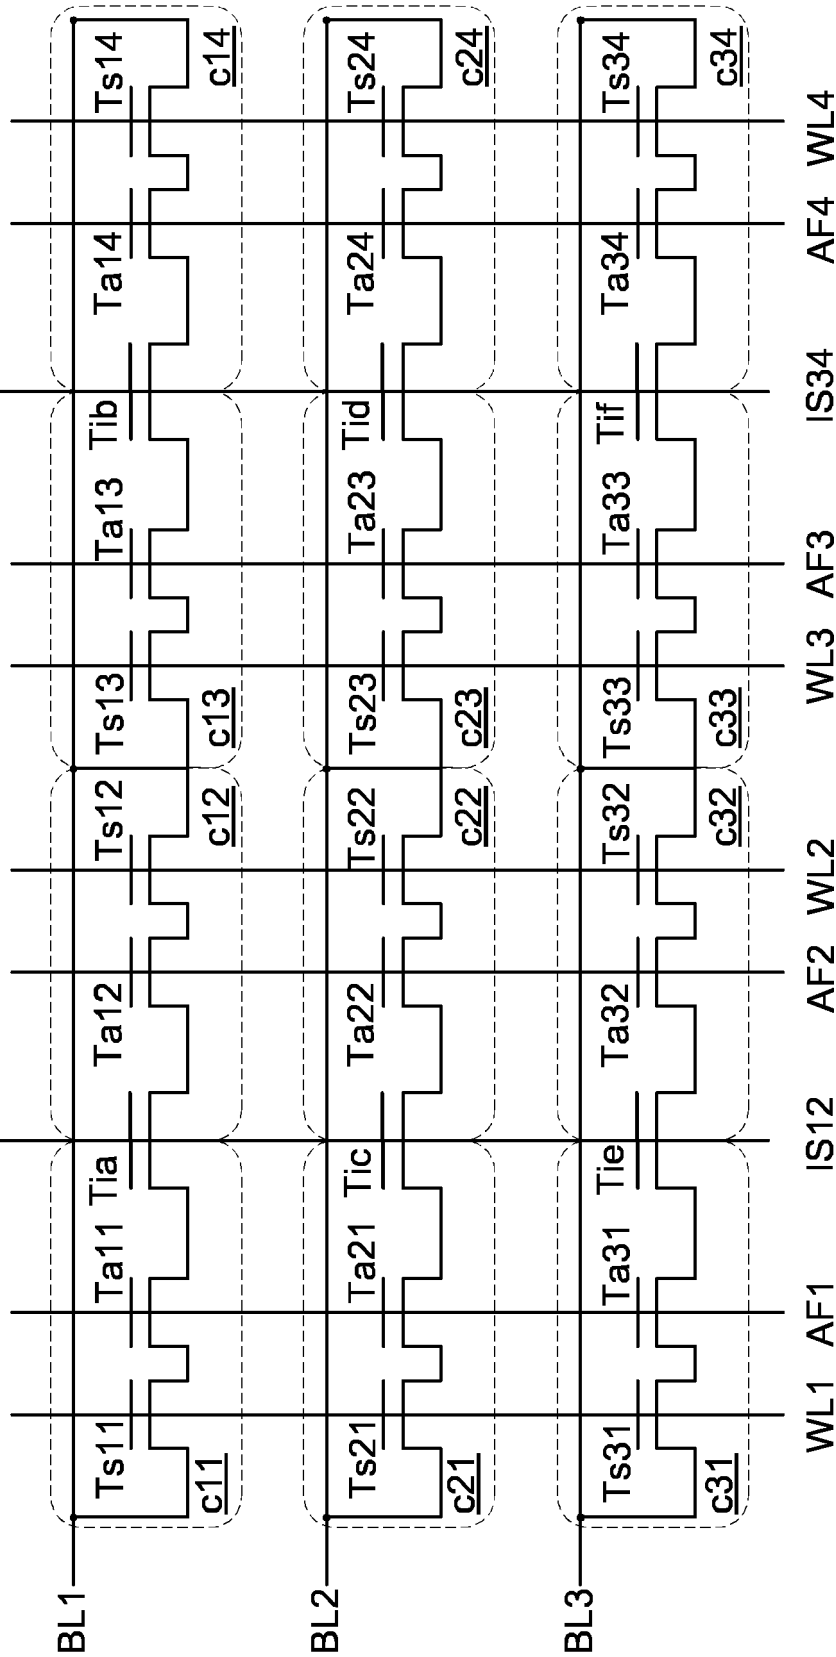 BL1
Ts11 Ta11 Tia Ta12 Ts12 Ts13 Ta13 Tib Ta14 Ts14
c11 c12 c13 c14
BL2
Ts21 Ta21 Tic Ta22 Ts22 Ts23 Ta23 Tid Ta24 Ts24
c21 c22 c23 c24
BL3
Ts31 Ta31 Tie Ta32 Ts32 Ts33 Ta33 Tif Ta34 Ts34
c31 c32 c33 c34
WL1 AF1 IS12 AF2 WL2 WL3 AF3 IS34 AF4 WL4